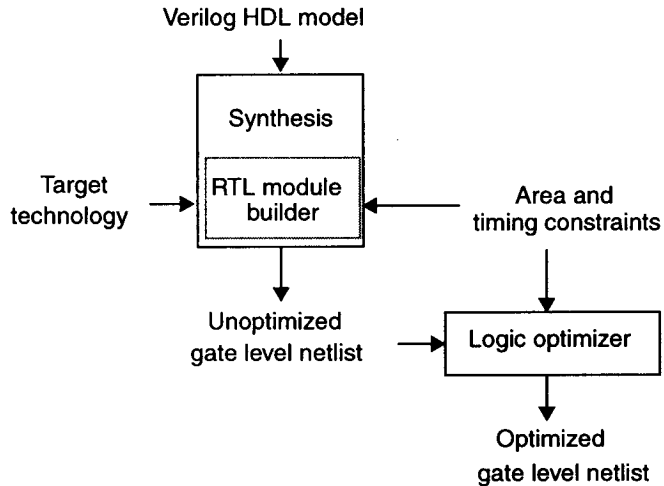 Verilog HDL model
Synthesis
RTL module
builder
Target
technology
Area and
timing constraints
Unoptimized
gate level netlist
Logic optimizer
Optimized
gate level netlist